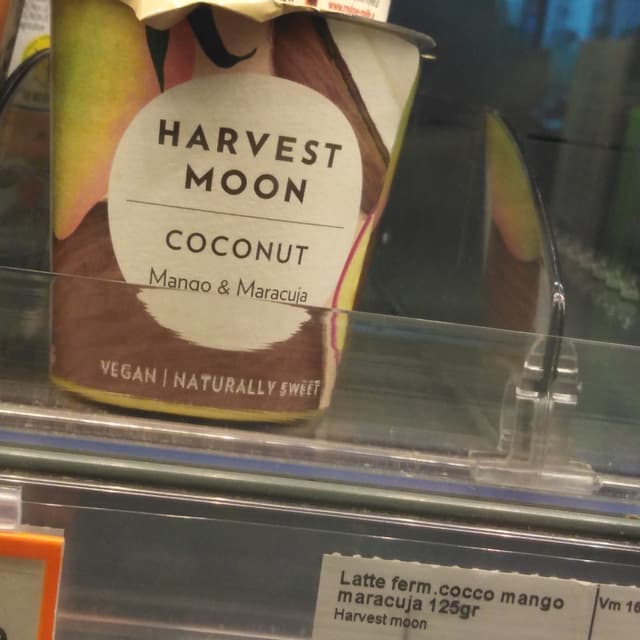 HARVEST
MOON
COCONUT
Mango & Maracuja
VEGAN | NATURALLY SWEET
Latte ferm.cocco mango
maracuja 125gr
Harvest moon
Vm 16